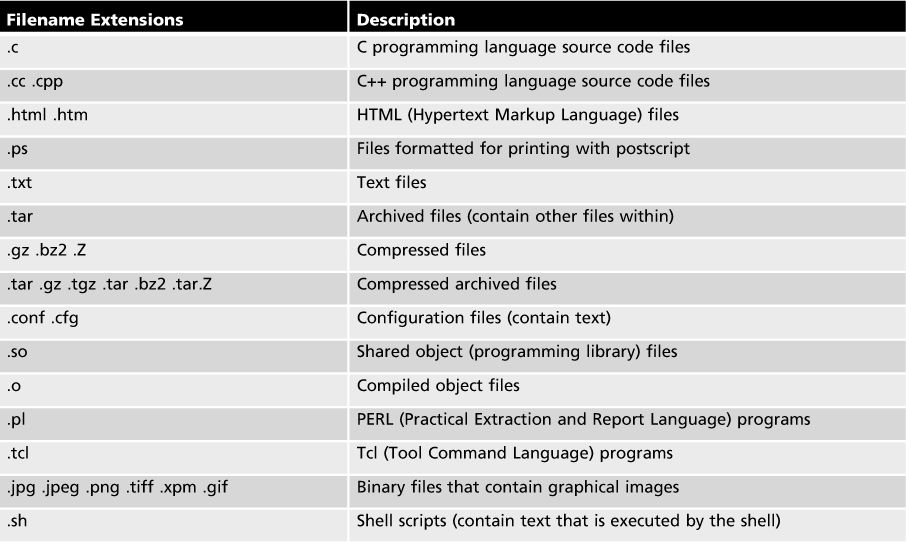 Filename Extensions Description
.c C programming language source code files
.cc .cpp C++ programming language source code files
.html .htm HTML (Hypertext Markup Language) files
.ps Files formatted for printing with postscript
.txt Text files
.tar Archived files (contain other files within)
.gz .bz2 .Z Compressed files
.tar .gz .tgz .tar .bz2 .tar.Z Compressed archived files
.conf .cfg Configuration files (contain text)
.so Shared object (programming library) files
.o Compiled object files
.pl PERL (Practical Extraction and Report Language) programs
.tcl Tcl (Tool Command Language) programs
.jpg .jpeg .png .tiff .xpm .gif Binary files that contain graphical images
.sh Shell scripts (contain text that is executed by the shell)